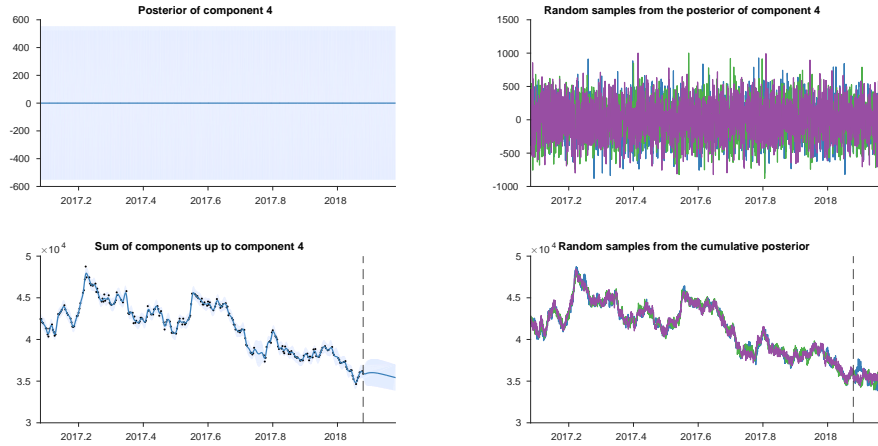 Posterior of component 4
600
400
200
0
-200
-400
-600
2017.2 2017.4 2017.6 2017.8 2018
Random samples from the posterior of component 4
1500
1000
500
0
-500
-1000
2017.2 2017.4 2017.6 2017.8 2018
×10^4 Sum of components up to component 4
5
4.5
4
3.5
3
2017.2 2017.4 2017.6 2017.8 2018
×10^4 Random samples from the cumulative posterior
5
4.5
4
3.5
3
2017.2 2017.4 2017.6 2017.8 2018